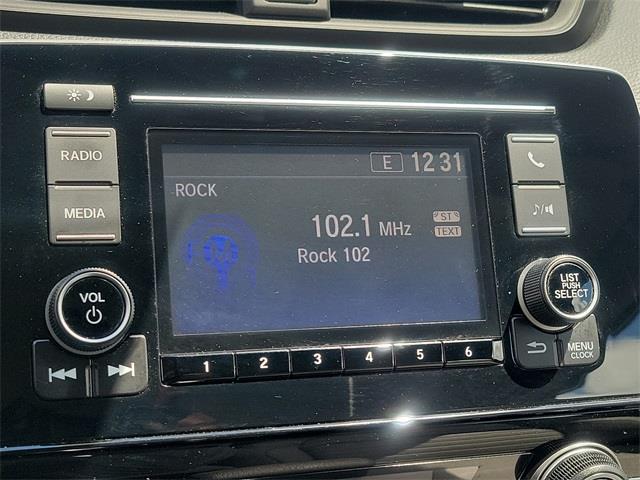 E 12 31
RADIO
ROCK
MEDIA
102.1 MHz
ST
TEXT
Rock 102
VOL
LIST
PUSH
SELECT
MENU
CLOCK
1 2 3 4 5 6